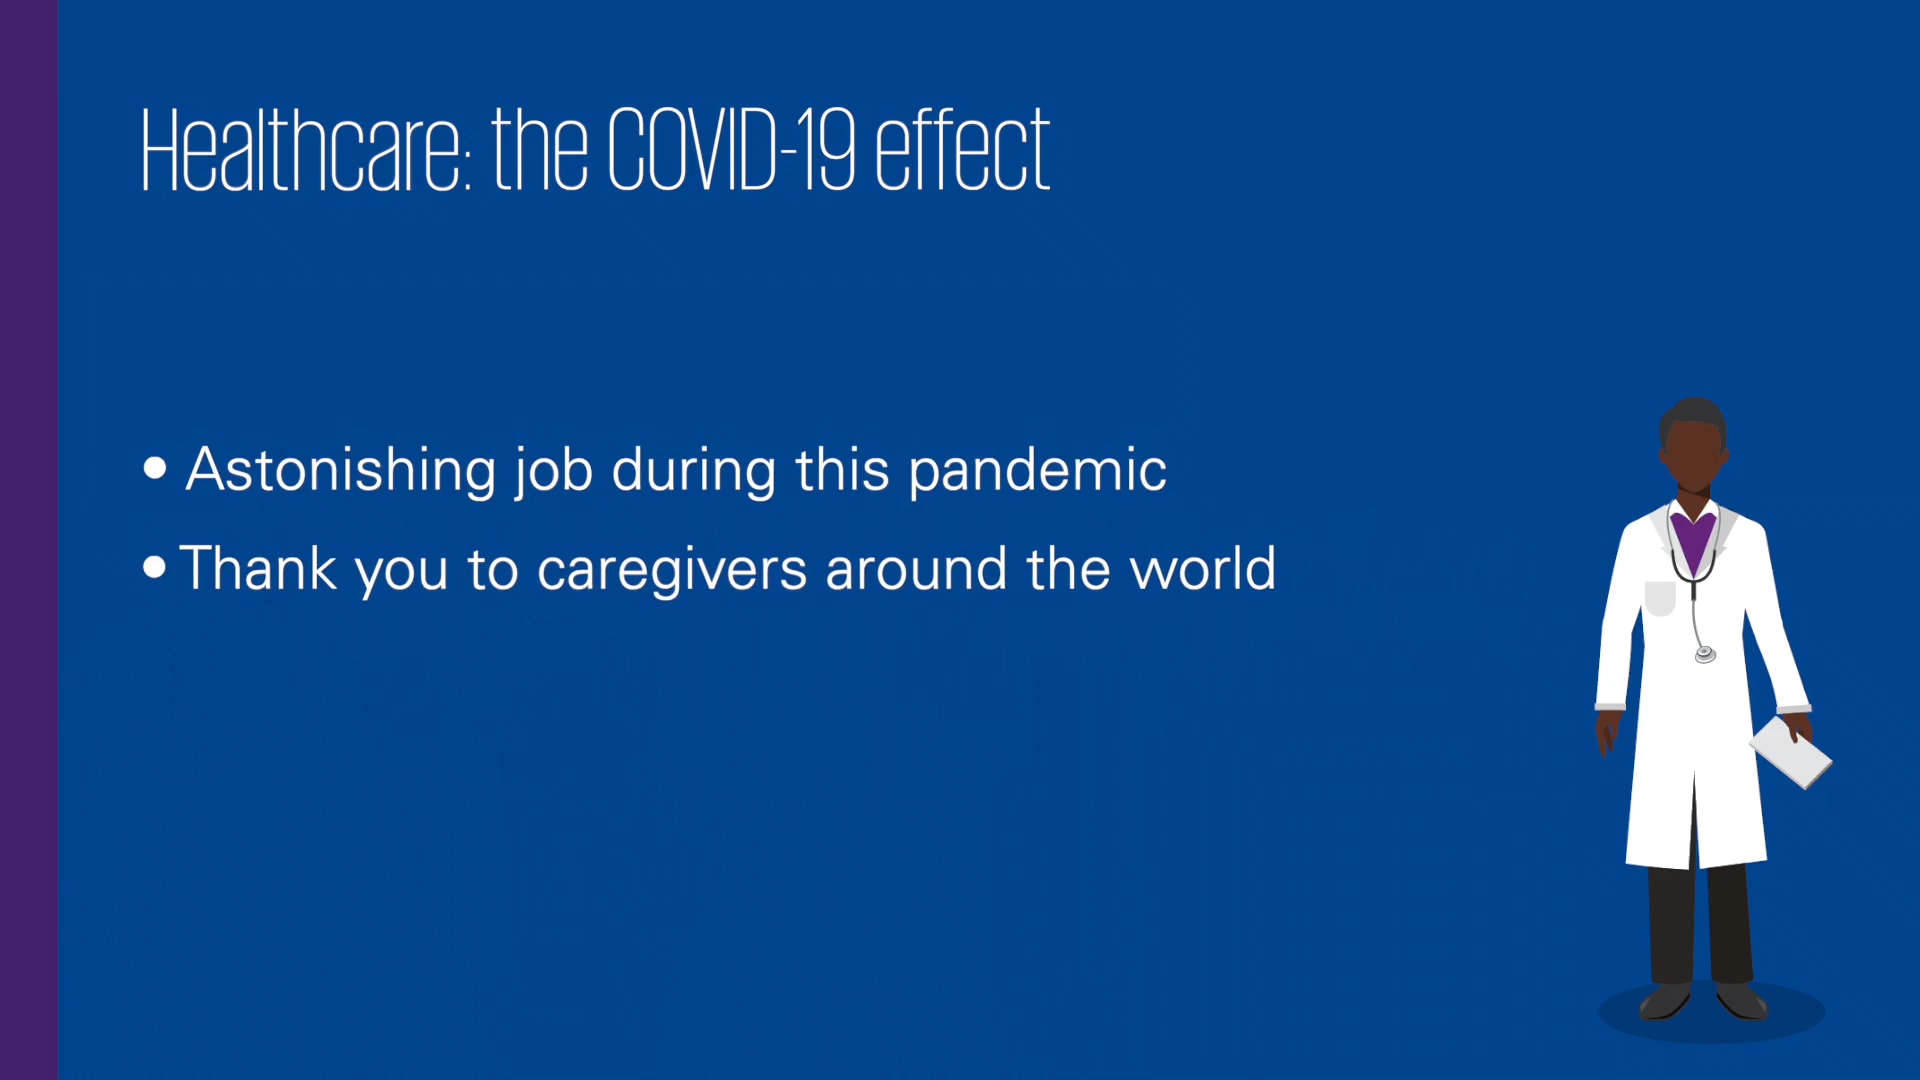 Healthcare: the COVID-19 effect
• Astonishing job during this pandemic
• Thank you to caregivers around the world